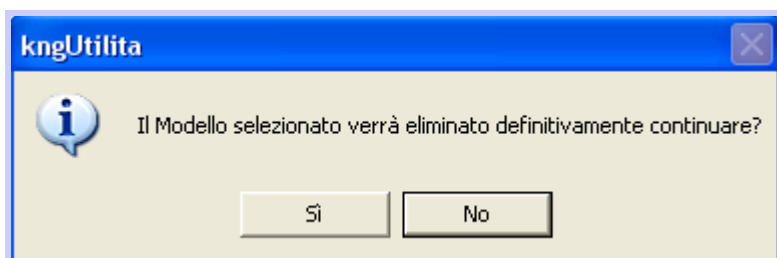 kngUtilita
Il Modello selezionato verrà eliminato definitivamente continuare?
Sì
No